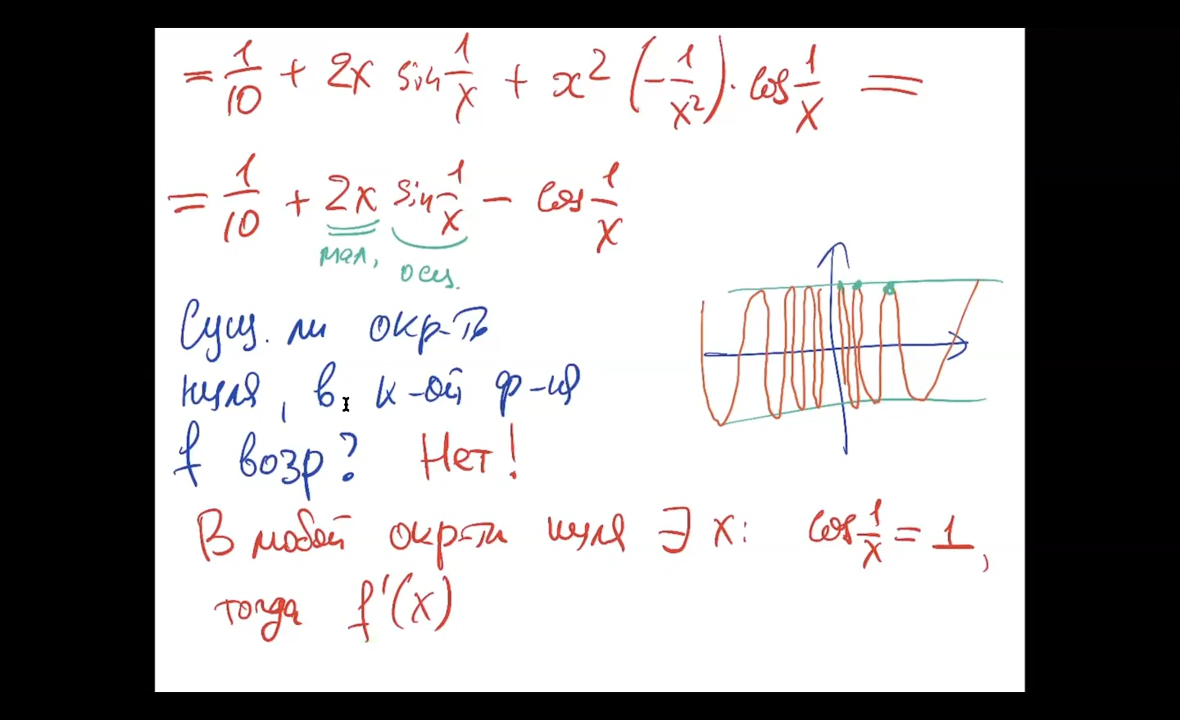 = 1/10 + 2x sin 1/x + x² (-1/x²) · cos 1/x =
= 1/10 + 2x sin 1/x - cos 1/x
мал, осц.
Сущ. ли окр-ть
нуля, в к-ой ф-ия
f возр? Нет!
В любой окр-ти нуля ∃ x: cos 1/x = 1,
тогда f'(x)